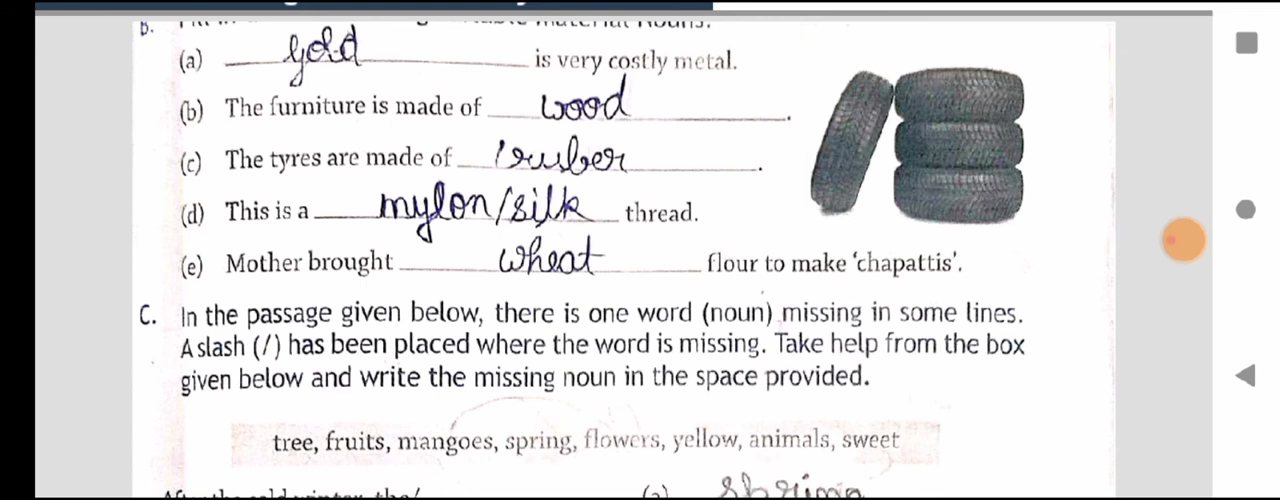 B.
(a) gold is very costly metal.
(b) The furniture is made of wood.
(c) The tyres are made of ruber.
(d) This is a mylon/silk thread.
(e) Mother brought wheat flour to make 'chapattis'.
C. In the passage given below, there is one word (noun) missing in some lines.
A slash (/) has been placed where the word is missing. Take help from the box
given below and write the missing noun in the space provided.
tree, fruits, mangoes, spring, flowers, yellow, animals, sweet
(a)